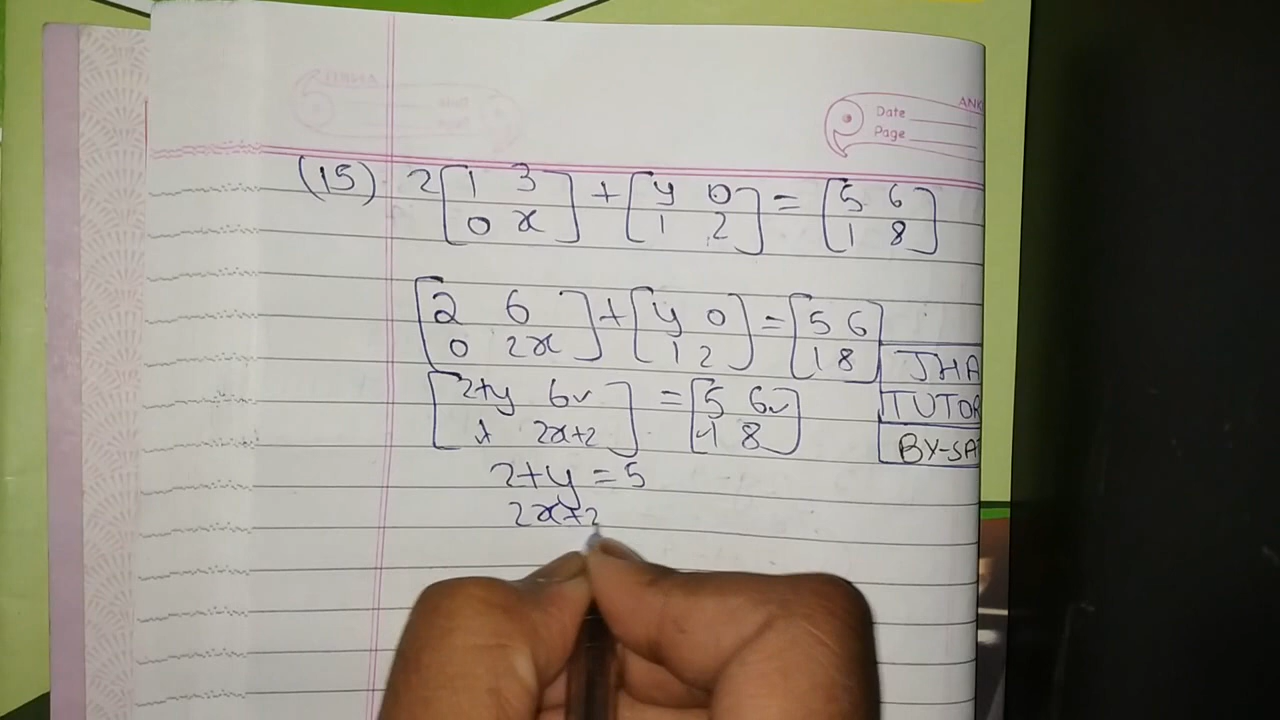 Date
ANK
Page
(15) 2[1 3 0 x] + [y 0 1 2] = [5 6 1 8]
[2 6 0 2x] + [y 0 1 2] = [5 6 1 8]
JHA
TUTOR
BY-SA
[2+y 6✓ 1 2x+2] = [5 6✓ 1 8]
2+y = 5
2x+2